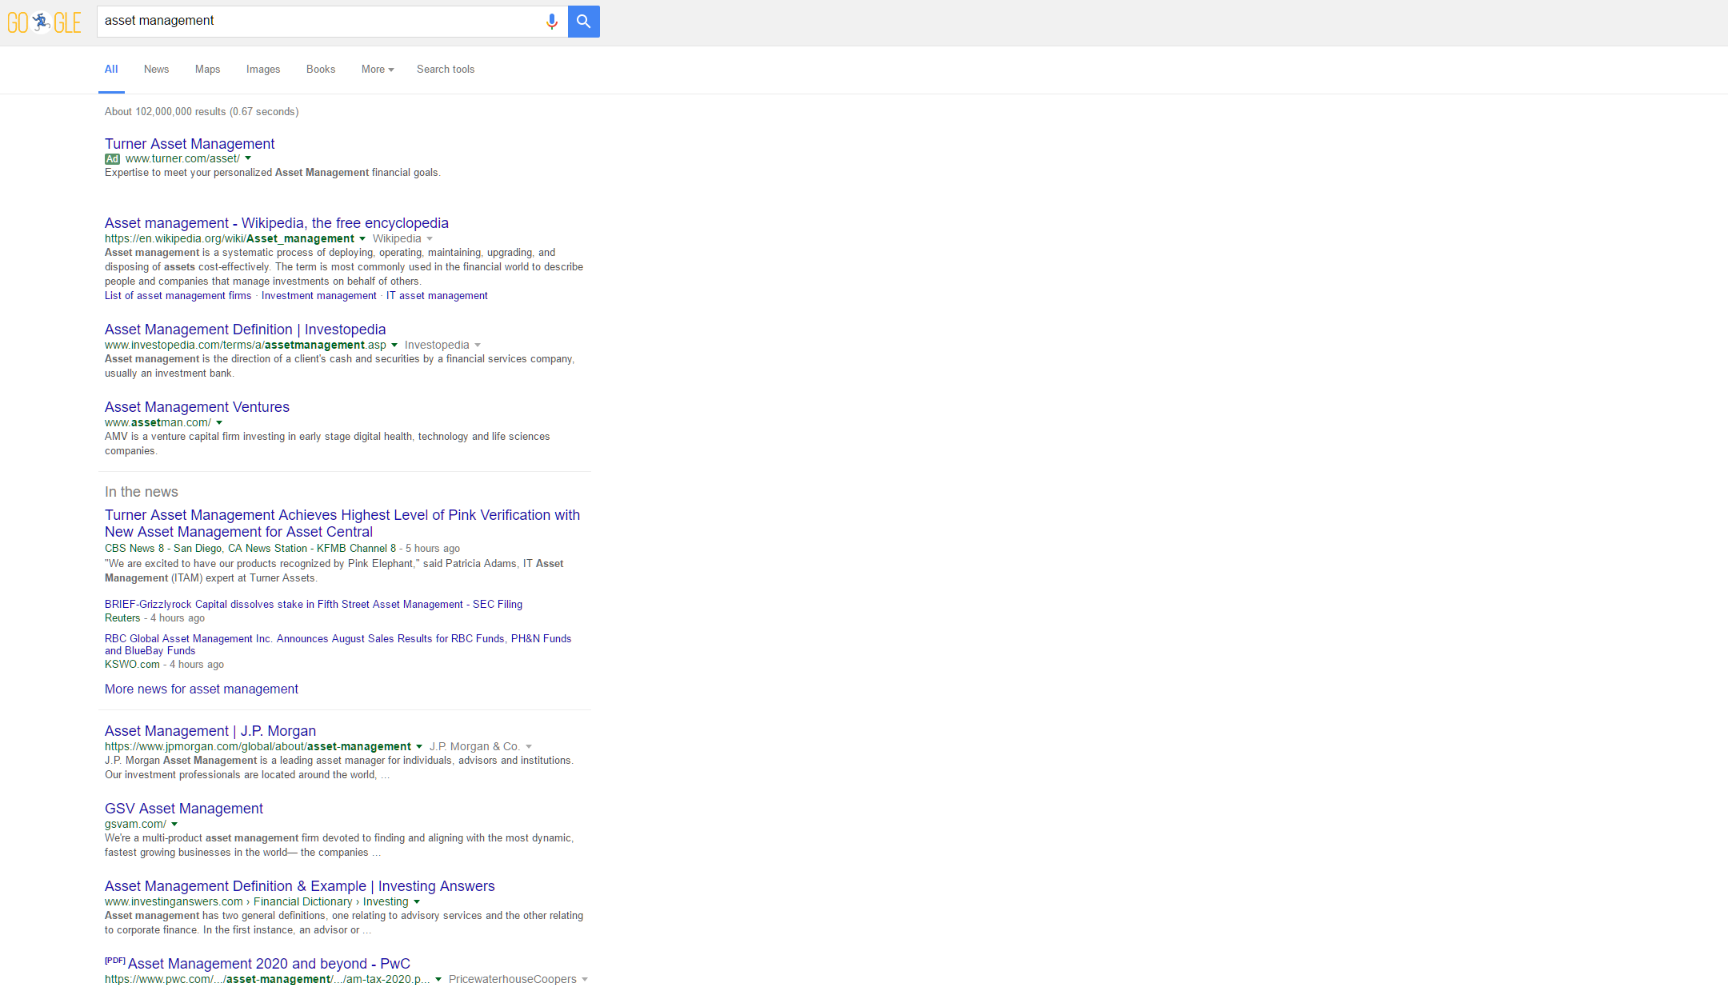 GO GLE
asset management
All News Maps Images Books More Search tools
About 102,000,000 results (0.67 seconds)
Turner Asset Management
Ad www.turner.com/asset/
Expertise to meet your personalized Asset Management financial goals.
Asset management - Wikipedia, the free encyclopedia
https://en.wikipedia.org/wiki/Asset_management Wikipedia
Asset management is a systematic process of deploying, operating, maintaining, upgrading, and
disposing of assets cost-effectively. The term is most commonly used in the financial world to describe
people and companies that manage investments on behalf of others.
List of asset management firms · Investment management · IT asset management
Asset Management Definition | Investopedia
www.investopedia.com/terms/a/assetmanagement.asp Investopedia
Asset management is the direction of a client's cash and securities by a financial services company,
usually an investment bank.
Asset Management Ventures
www.assetman.com/
AMV is a venture capital firm investing in early stage digital health, technology and life sciences
companies.
In the news
Turner Asset Management Achieves Highest Level of Pink Verification with
New Asset Management for Asset Central
CBS News 8 - San Diego, CA News Station - KFMB Channel 8 - 5 hours ago
"We are excited to have our products recognized by Pink Elephant," said Patricia Adams, IT Asset
Management (ITAM) expert at Turner Assets.
BRIEF-Grizzlyrock Capital dissolves stake in Fifth Street Asset Management - SEC Filing
Reuters - 4 hours ago
RBC Global Asset Management Inc. Announces August Sales Results for RBC Funds, PH&N Funds
and BlueBay Funds
KSWO.com - 4 hours ago
More news for asset management
Asset Management | J.P. Morgan
https://www.jpmorgan.com/global/about/asset-management J.P. Morgan & Co.
J.P. Morgan Asset Management is a leading asset manager for individuals, advisors and institutions.
Our investment professionals are located around the world, ...
GSV Asset Management
gsvam.com/
We're a multi-product asset management firm devoted to finding and aligning with the most dynamic,
fastest growing businesses in the world— the companies ...
Asset Management Definition & Example | Investing Answers
www.investinganswers.com › Financial Dictionary › Investing
Asset management has two general definitions, one relating to advisory services and the other relating
to corporate finance. In the first instance, an advisor or ...
[PDF] Asset Management 2020 and beyond - PwC
https://www.pwc.com/.../asset-management/.../am-tax-2020.p... PricewaterhouseCoopers